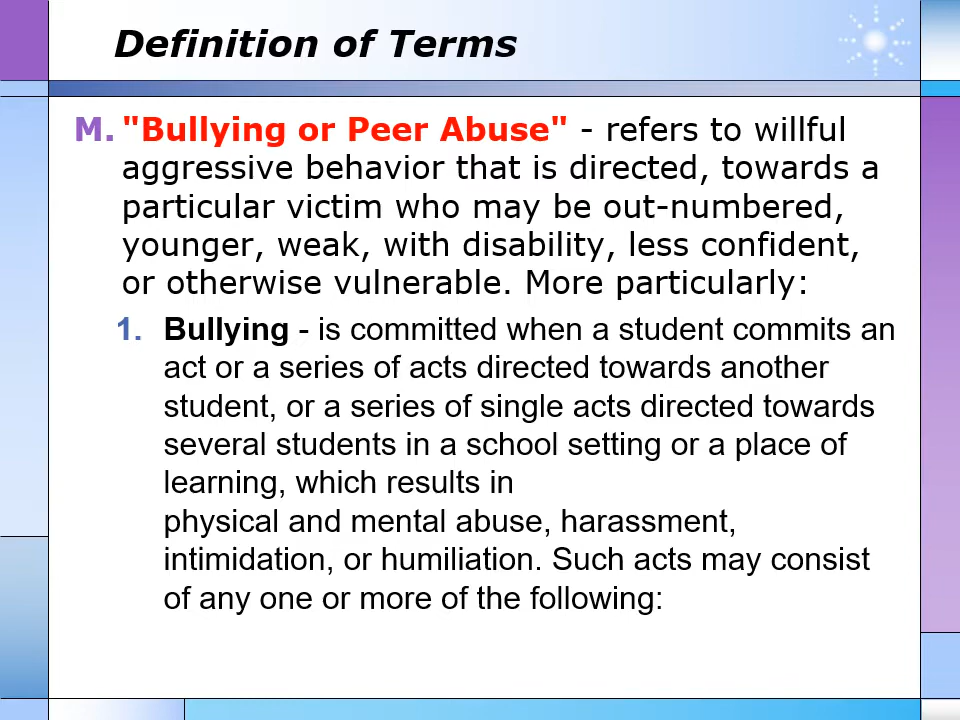 Definition of Terms
M. "Bullying or Peer Abuse" - refers to willful
aggressive behavior that is directed, towards a
particular victim who may be out-numbered,
younger, weak, with disability, less confident,
or otherwise vulnerable. More particularly:
1. Bullying - is committed when a student commits an
act or a series of acts directed towards another
student, or a series of single acts directed towards
several students in a school setting or a place of
learning, which results in
physical and mental abuse, harassment,
intimidation, or humiliation. Such acts may consist
of any one or more of the following: